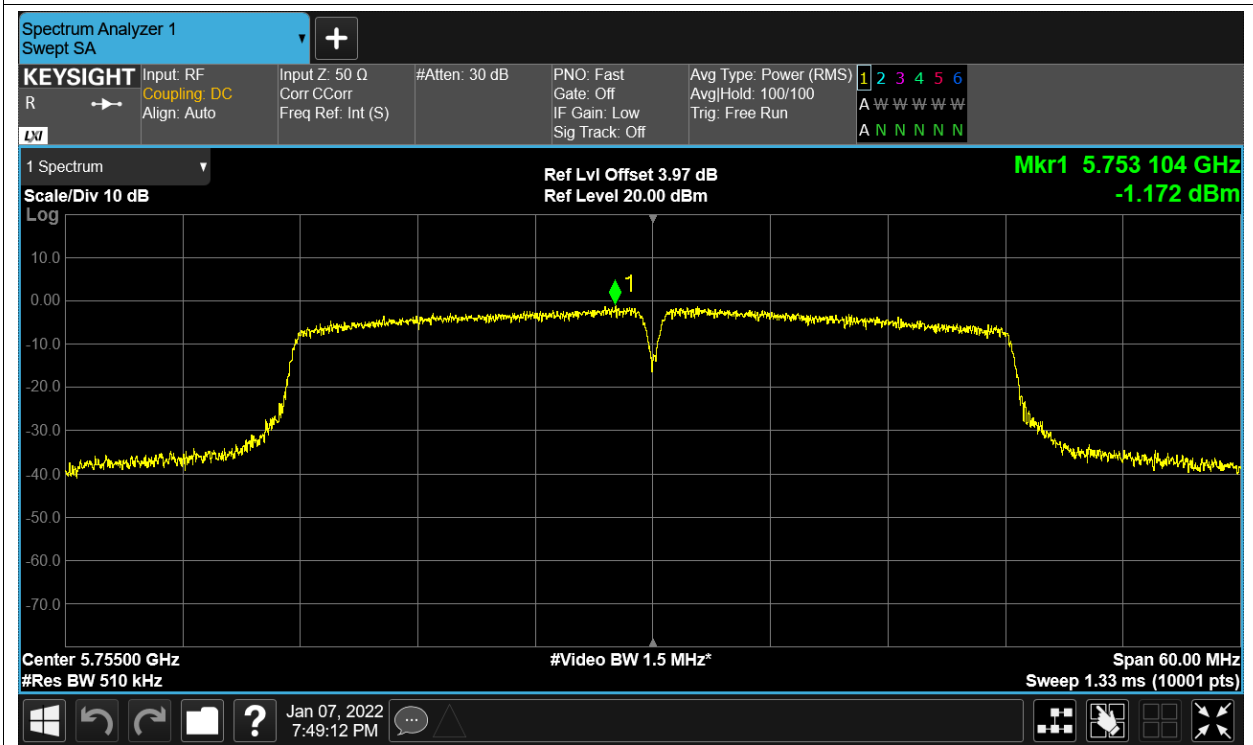 Spectrum Analyzer 1
Swept SA
+
KEYSIGHT
R
LXI
Input: RF
Coupling: DC
Align: Auto
Input Z: 50 Ω
Corr CCorr
Freq Ref: Int (S)
#Atten: 30 dB
PNO: Fast
Gate: Off
IF Gain: Low
Sig Track: Off
Avg Type: Power (RMS)
Avg|Hold: 100/100
Trig: Free Run
1 2 3 4 5 6
A W W W W W
A N N N N N
1 Spectrum
Scale/Div 10 dB
Log
Ref Lvl Offset 3.97 dB
Ref Level 20.00 dBm
Mkr1 5.753 104 GHz
-1.172 dBm
10.0
0.00
-10.0
-20.0
-30.0
-40.0
-50.0
-60.0
-70.0
1
Center 5.75500 GHz
#Res BW 510 kHz
#Video BW 1.5 MHz*
Span 60.00 MHz
Sweep 1.33 ms (10001 pts)
?
Jan 07, 2022
7:49:12 PM